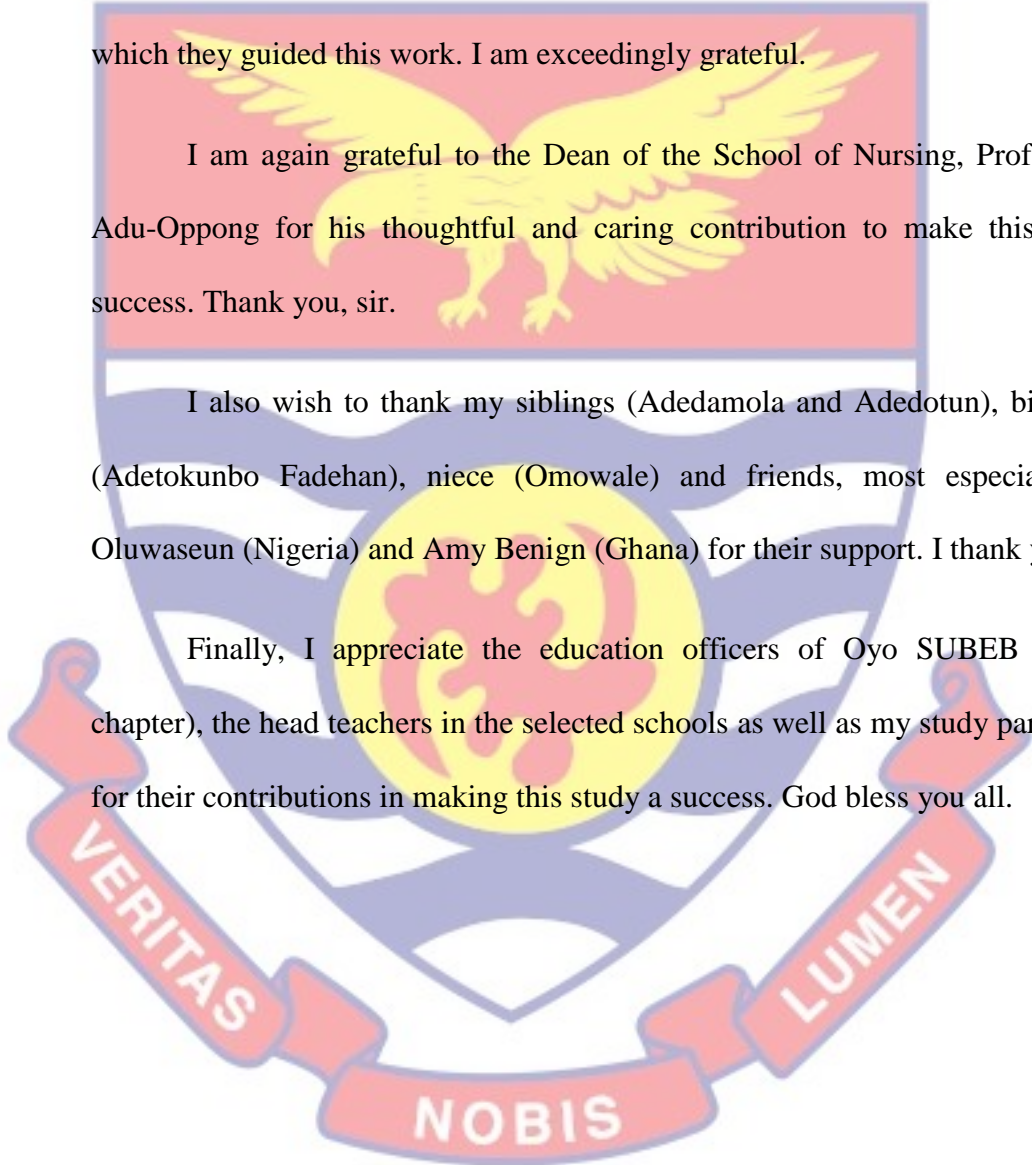 which they guided this work. I am exceedingly grateful.
I am again grateful to the Dean of the School of Nursing, Prof
Adu-Oppong for his thoughtful and caring contribution to make this
success. Thank you, sir.
I also wish to thank my siblings (Adedamola and Adedotun), bi
(Adetokunbo Fadehan), niece (Omowale) and friends, most especia
Oluwaseun (Nigeria) and Amy Benign (Ghana) for their support. I thank y
Finally, I appreciate the education officers of Oyo SUBEB
chapter), the head teachers in the selected schools as well as my study par
for their contributions in making this study a success. God bless you all.
VERITAS
NOBIS
LUMEN